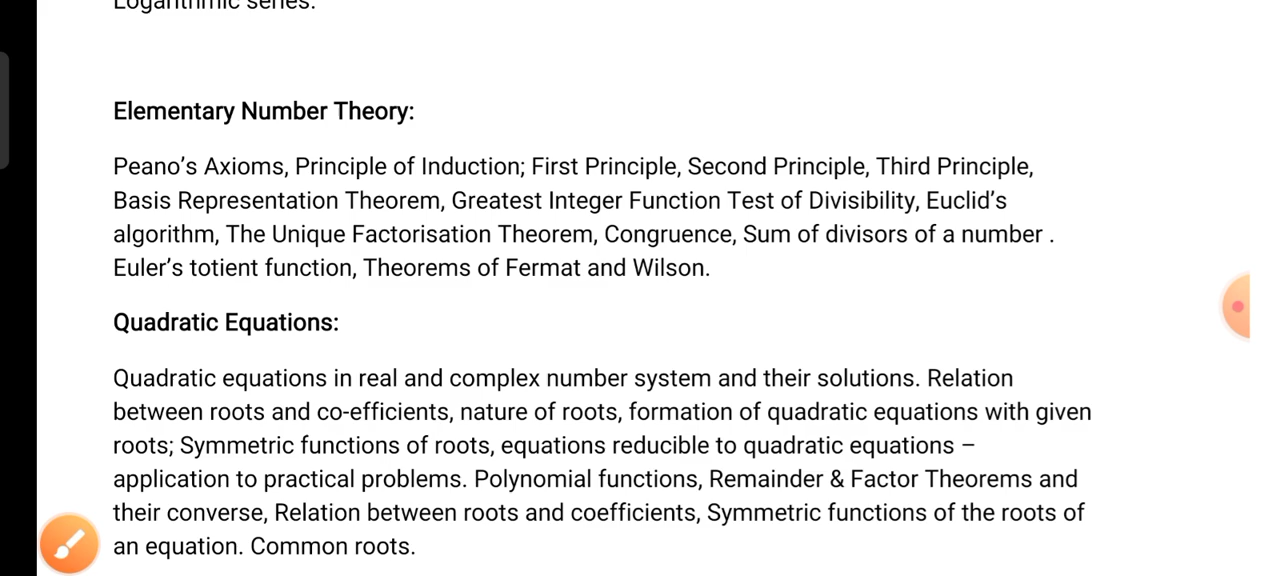 Logarithmic series.
Elementary Number Theory:
Peano’s Axioms, Principle of Induction; First Principle, Second Principle, Third Principle,
Basis Representation Theorem, Greatest Integer Function Test of Divisibility, Euclid’s
algorithm, The Unique Factorisation Theorem, Congruence, Sum of divisors of a number .
Euler’s totient function, Theorems of Fermat and Wilson.
Quadratic Equations:
Quadratic equations in real and complex number system and their solutions. Relation
between roots and co-efficients, nature of roots, formation of quadratic equations with given
roots; Symmetric functions of roots, equations reducible to quadratic equations –
application to practical problems. Polynomial functions, Remainder & Factor Theorems and
their converse, Relation between roots and coefficients, Symmetric functions of the roots of
an equation. Common roots.